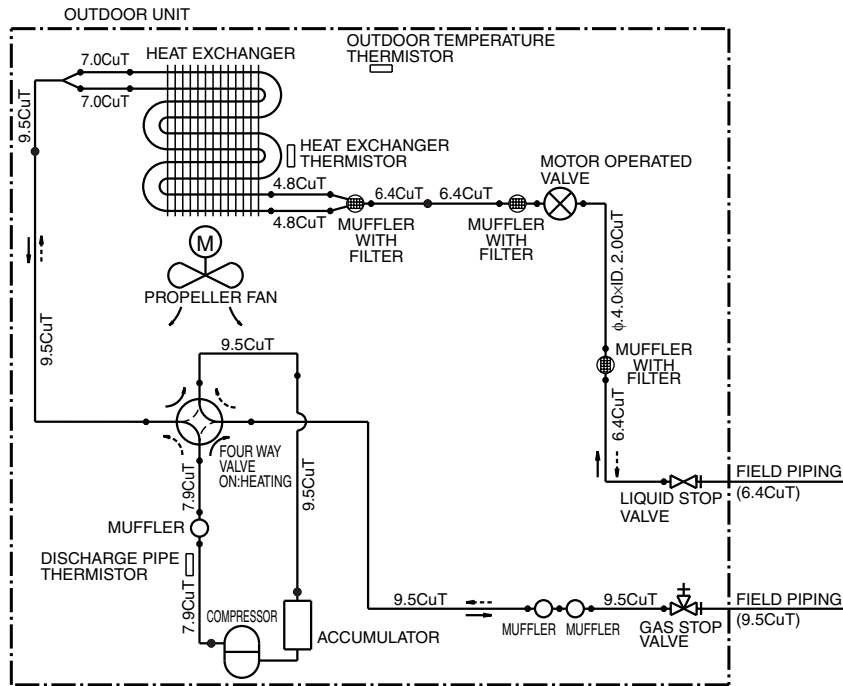 OUTDOOR UNIT
HEAT EXCHANGER
OUTDOOR TEMPERATURE
THERMISTOR
7.0CuT
7.0CuT
9.5CuT
HEAT EXCHANGER
THERMISTOR
MOTOR OPERATED
VALVE
4.8CuT
4.8CuT
6.4CuT
6.4CuT
MUFFLER
WITH
FILTER
MUFFLER
WITH
FILTER
M
PROPELLER FAN
ϕ.4.0×ID. 2.0CuT
9.5CuT
9.5CuT
MUFFLER
WITH
FILTER
6.4CuT
FOUR WAY
VALVE
ON:HEATING
7.9CuT
9.5CuT
FIELD PIPING
(6.4CuT)
LIQUID STOP
VALVE
MUFFLER
DISCHARGE PIPE
THERMISTOR
7.9CuT
COMPRESSOR
ACCUMULATOR
9.5CuT
9.5CuT
MUFFLER
MUFFLER
GAS STOP
VALVE
FIELD PIPING
(9.5CuT)